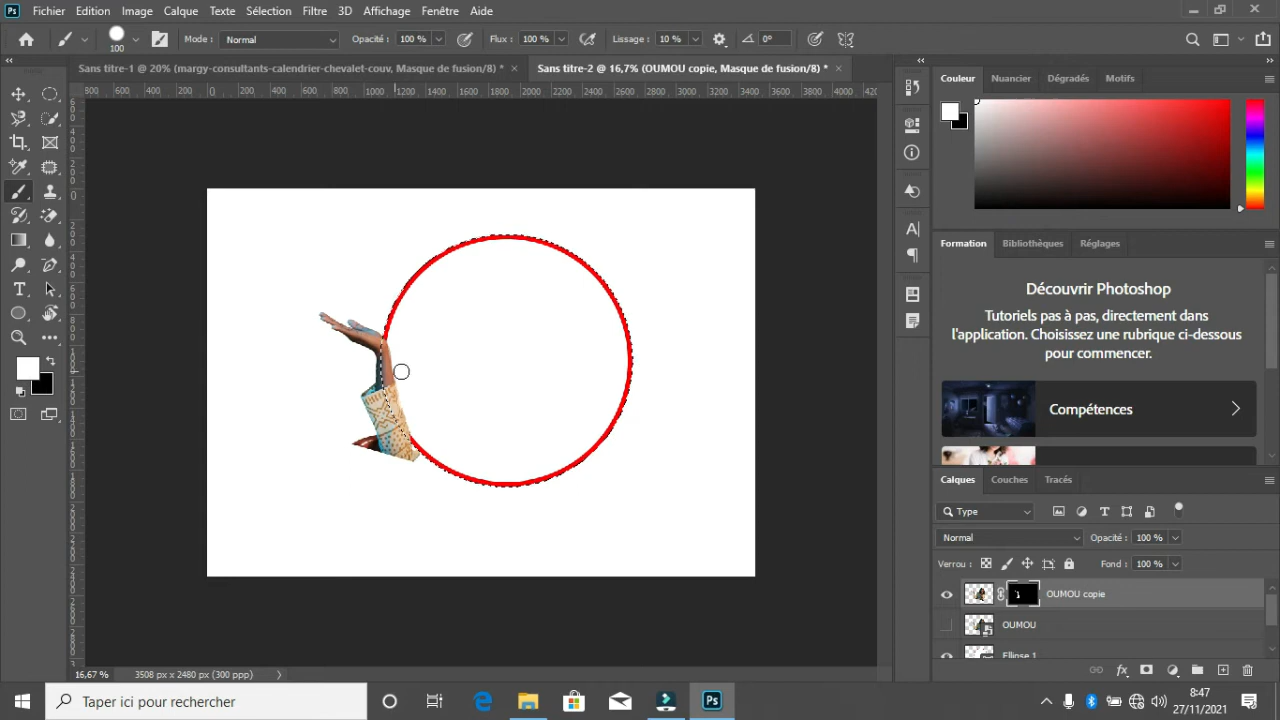 Ps Fichier Edition Image Calque Texte Sélection Filtre 3D Affichage Fenêtre Aide
100 Mode : Normal Opacité : 100 % Flux : 100 % Lissage : 10 % 0°
Sans titre-1 @ 20% (margy-consultants-calendrier-chevalet-couv, Masque de fusion/8) * ×
Sans titre-2 @ 16,7% (OUMOU copie, Masque de fusion/8) * ×
800 600 400 200 0 200 400 600 800 1000 1200 1400 1600 1800 2000 2200 2400 2600 2800 3000 3200 3400 3600 3800 4000 420
Couleur Nuancier Dégradés Motifs
Formation Bibliothèques Réglages
Découvrir Photoshop
Tutoriels pas à pas, directement dans
l'application. Choisissez une rubrique ci-dessous
pour commencer.
Compétences
Calques Couches Tracés
Type
Normal Opacité : 100 %
Verrou : Fond : 100 %
OUMOU copie
OUMOU
Ellipse 1
fx
16,67 % 3508 px x 2480 px (300 ppp)
Taper ici pour rechercher
Ps
8:47
27/11/2021